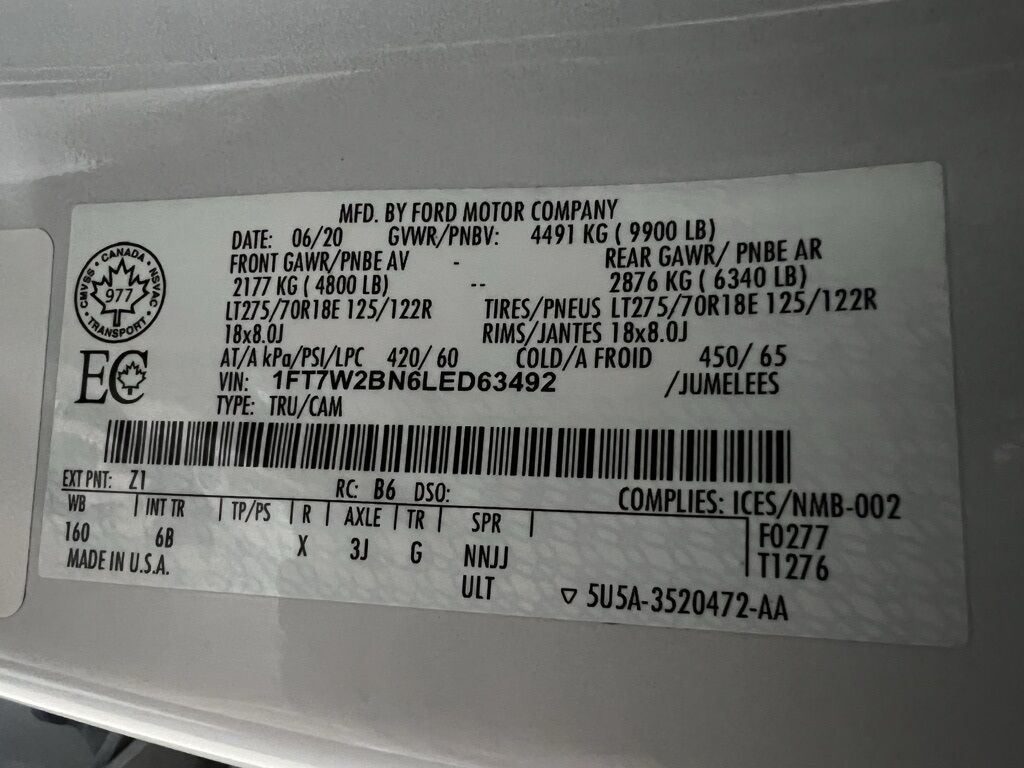 MFD. BY FORD MOTOR COMPANY
DATE: 06/20 GVWR/PNBV: 4491 KG ( 9900 LB)
FRONT GAWR/PNBE AV - REAR GAWR/ PNBE AR
2177 KG ( 4800 LB) -- 2876 KG ( 6340 LB)
LT275/70R18E 125/122R TIRES/PNEUS LT275/70R18E 125/122R
18x8.0J RIMS/JANTES 18x8.0J
AT/A kPa/PSI/LPC 420/ 60 COLD/A FROID 450/ 65
VIN: 1FT7W2BN6LED63492 /JUMELEES
TYPE: TRU/CAM
CANADA
CMVSS NSVAC
977
TRANSPORT
EC
EXT PNT: Z1 RC: B6 DSO: COMPLIES: ICES/NMB-002
WB INT TR TP/PS R AXLE TR SPR F0277
160 6B X 3J G NNJJ T1276
MADE IN U.S.A. ULT ▽ 5U5A-3520472-AA